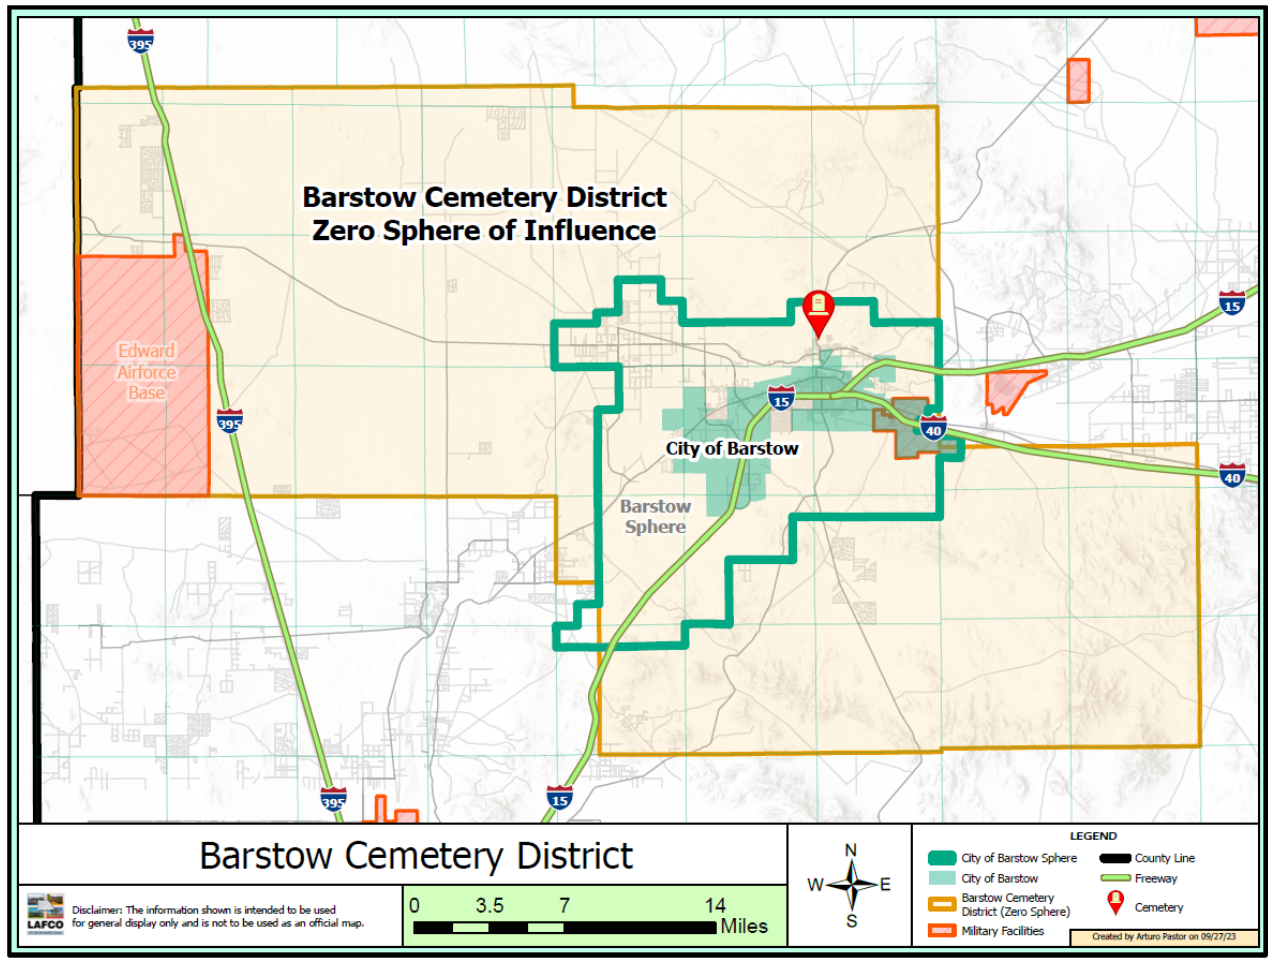 395
Barstow Cemetery District
Zero Sphere of Influence
15
Edward
Airforce
Base
395
15
40
City of Barstow
40
Barstow
Sphere
395
15
Barstow Cemetery District
LAFCO
Disclaimer: The information shown is intended to be used
for general display only and is not to be used as an official map.
0 3.5 7 14
Miles
N
W E
S
LEGEND
City of Barstow Sphere
City of Barstow
Barstow Cemetery
District (Zero Sphere)
Military Facilities
County Line
Freeway
Cemetery
Created by Arturo Pastor on 09/27/23